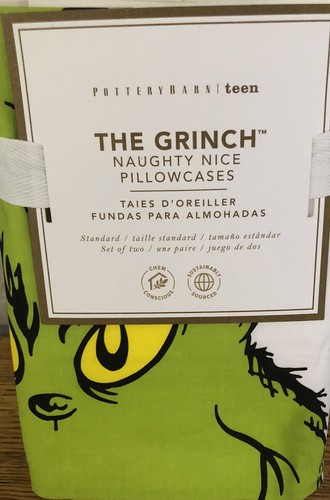 POTTERYBARN | teen
THE GRINCH™
NAUGHTY NICE
PILLOWCASES
TAIES D'OREILLER
FUNDAS PARA ALMOHADAS
Standard / taille standard / tamaño estándar
Set of two / une paire / juego de dos
CHEM CONSCIOUS
SUSTAINABLY SOURCED